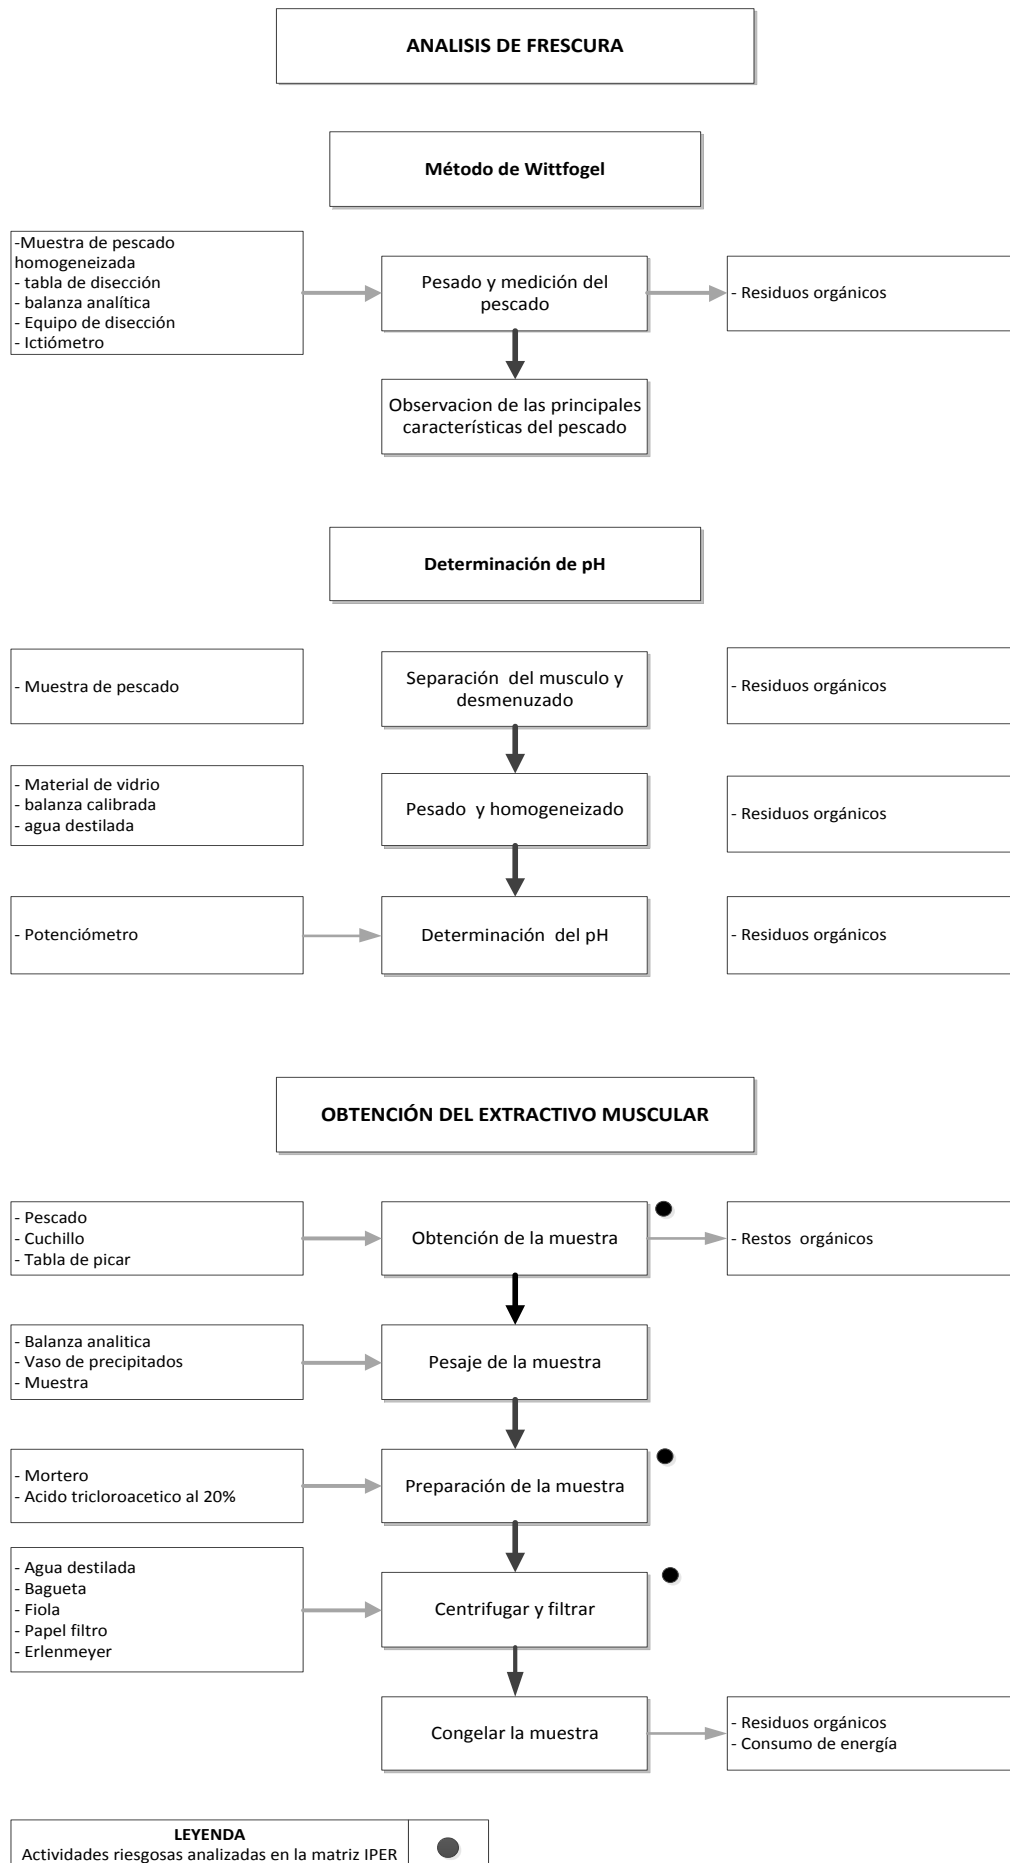 ANALISIS DE FRESCURA
Método de Wittfogel
-Muestra de pescado
homogeneizada
- tabla de disección
- balanza analítica
- Equipo de disección
- Ictiómetro
Pesado y medición del
pescado
- Residuos orgánicos
Observacion de las principales
características del pescado
Determinación de pH
- Muestra de pescado
Separación del musculo y
desmenuzado
- Residuos orgánicos
- Material de vidrio
- balanza calibrada
- agua destilada
Pesado y homogeneizado
- Residuos orgánicos
- Potenciómetro
Determinación del pH
- Residuos orgánicos
OBTENCIÓN DEL EXTRACTIVO MUSCULAR
- Pescado
- Cuchillo
- Tabla de picar
Obtención de la muestra
- Restos orgánicos
- Balanza analitica
- Vaso de precipitados
- Muestra
Pesaje de la muestra
- Mortero
- Acido tricloroacetico al 20%
Preparación de la muestra
- Agua destilada
- Bagueta
- Fiola
- Papel filtro
- Erlenmeyer
Centrifugar y filtrar
Congelar la muestra
- Residuos orgánicos
- Consumo de energía
LEYENDA
Actividades riesgosas analizadas en la matriz IPER